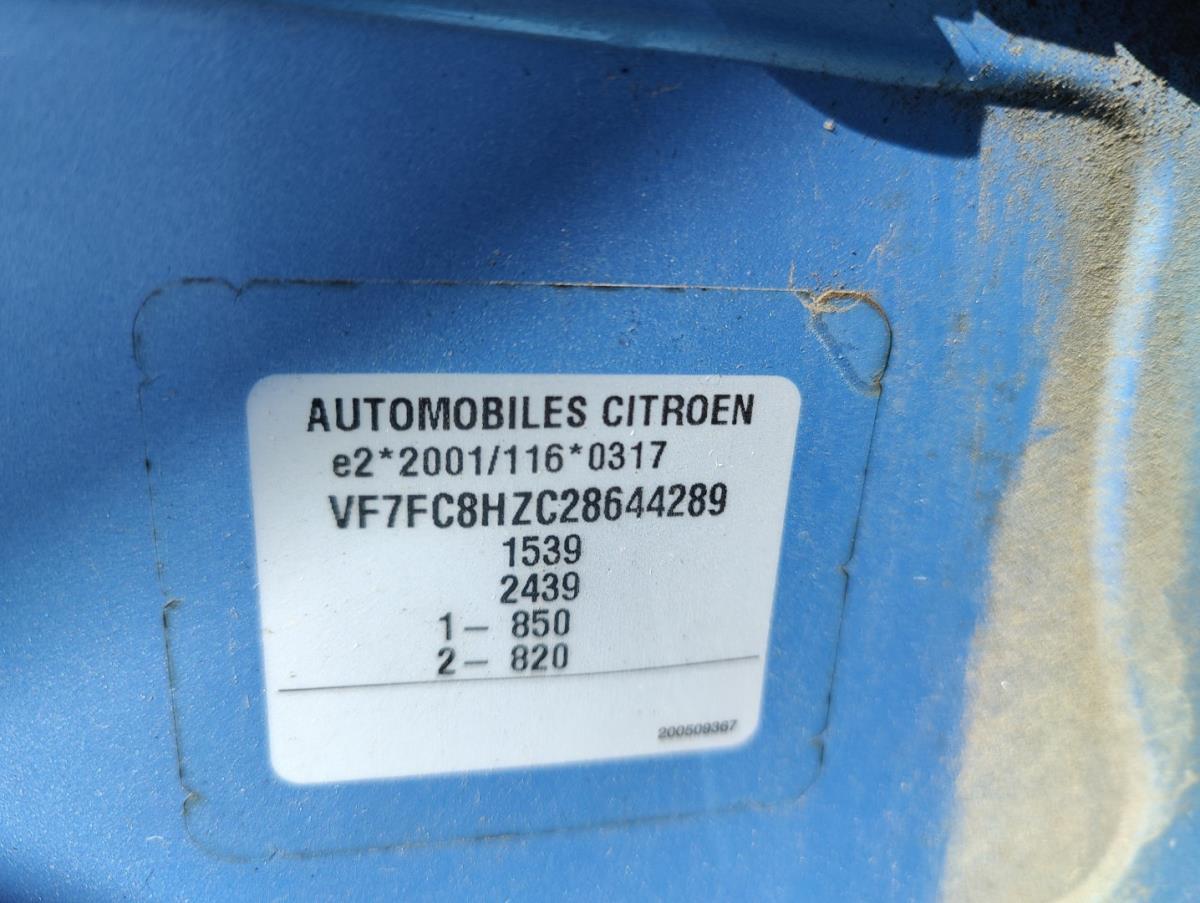 AUTOMOBILES CITROEN
e2*2001/116*0317
VF7FC8HZC28644289
1539
2439
1– 850
2– 820
200509367